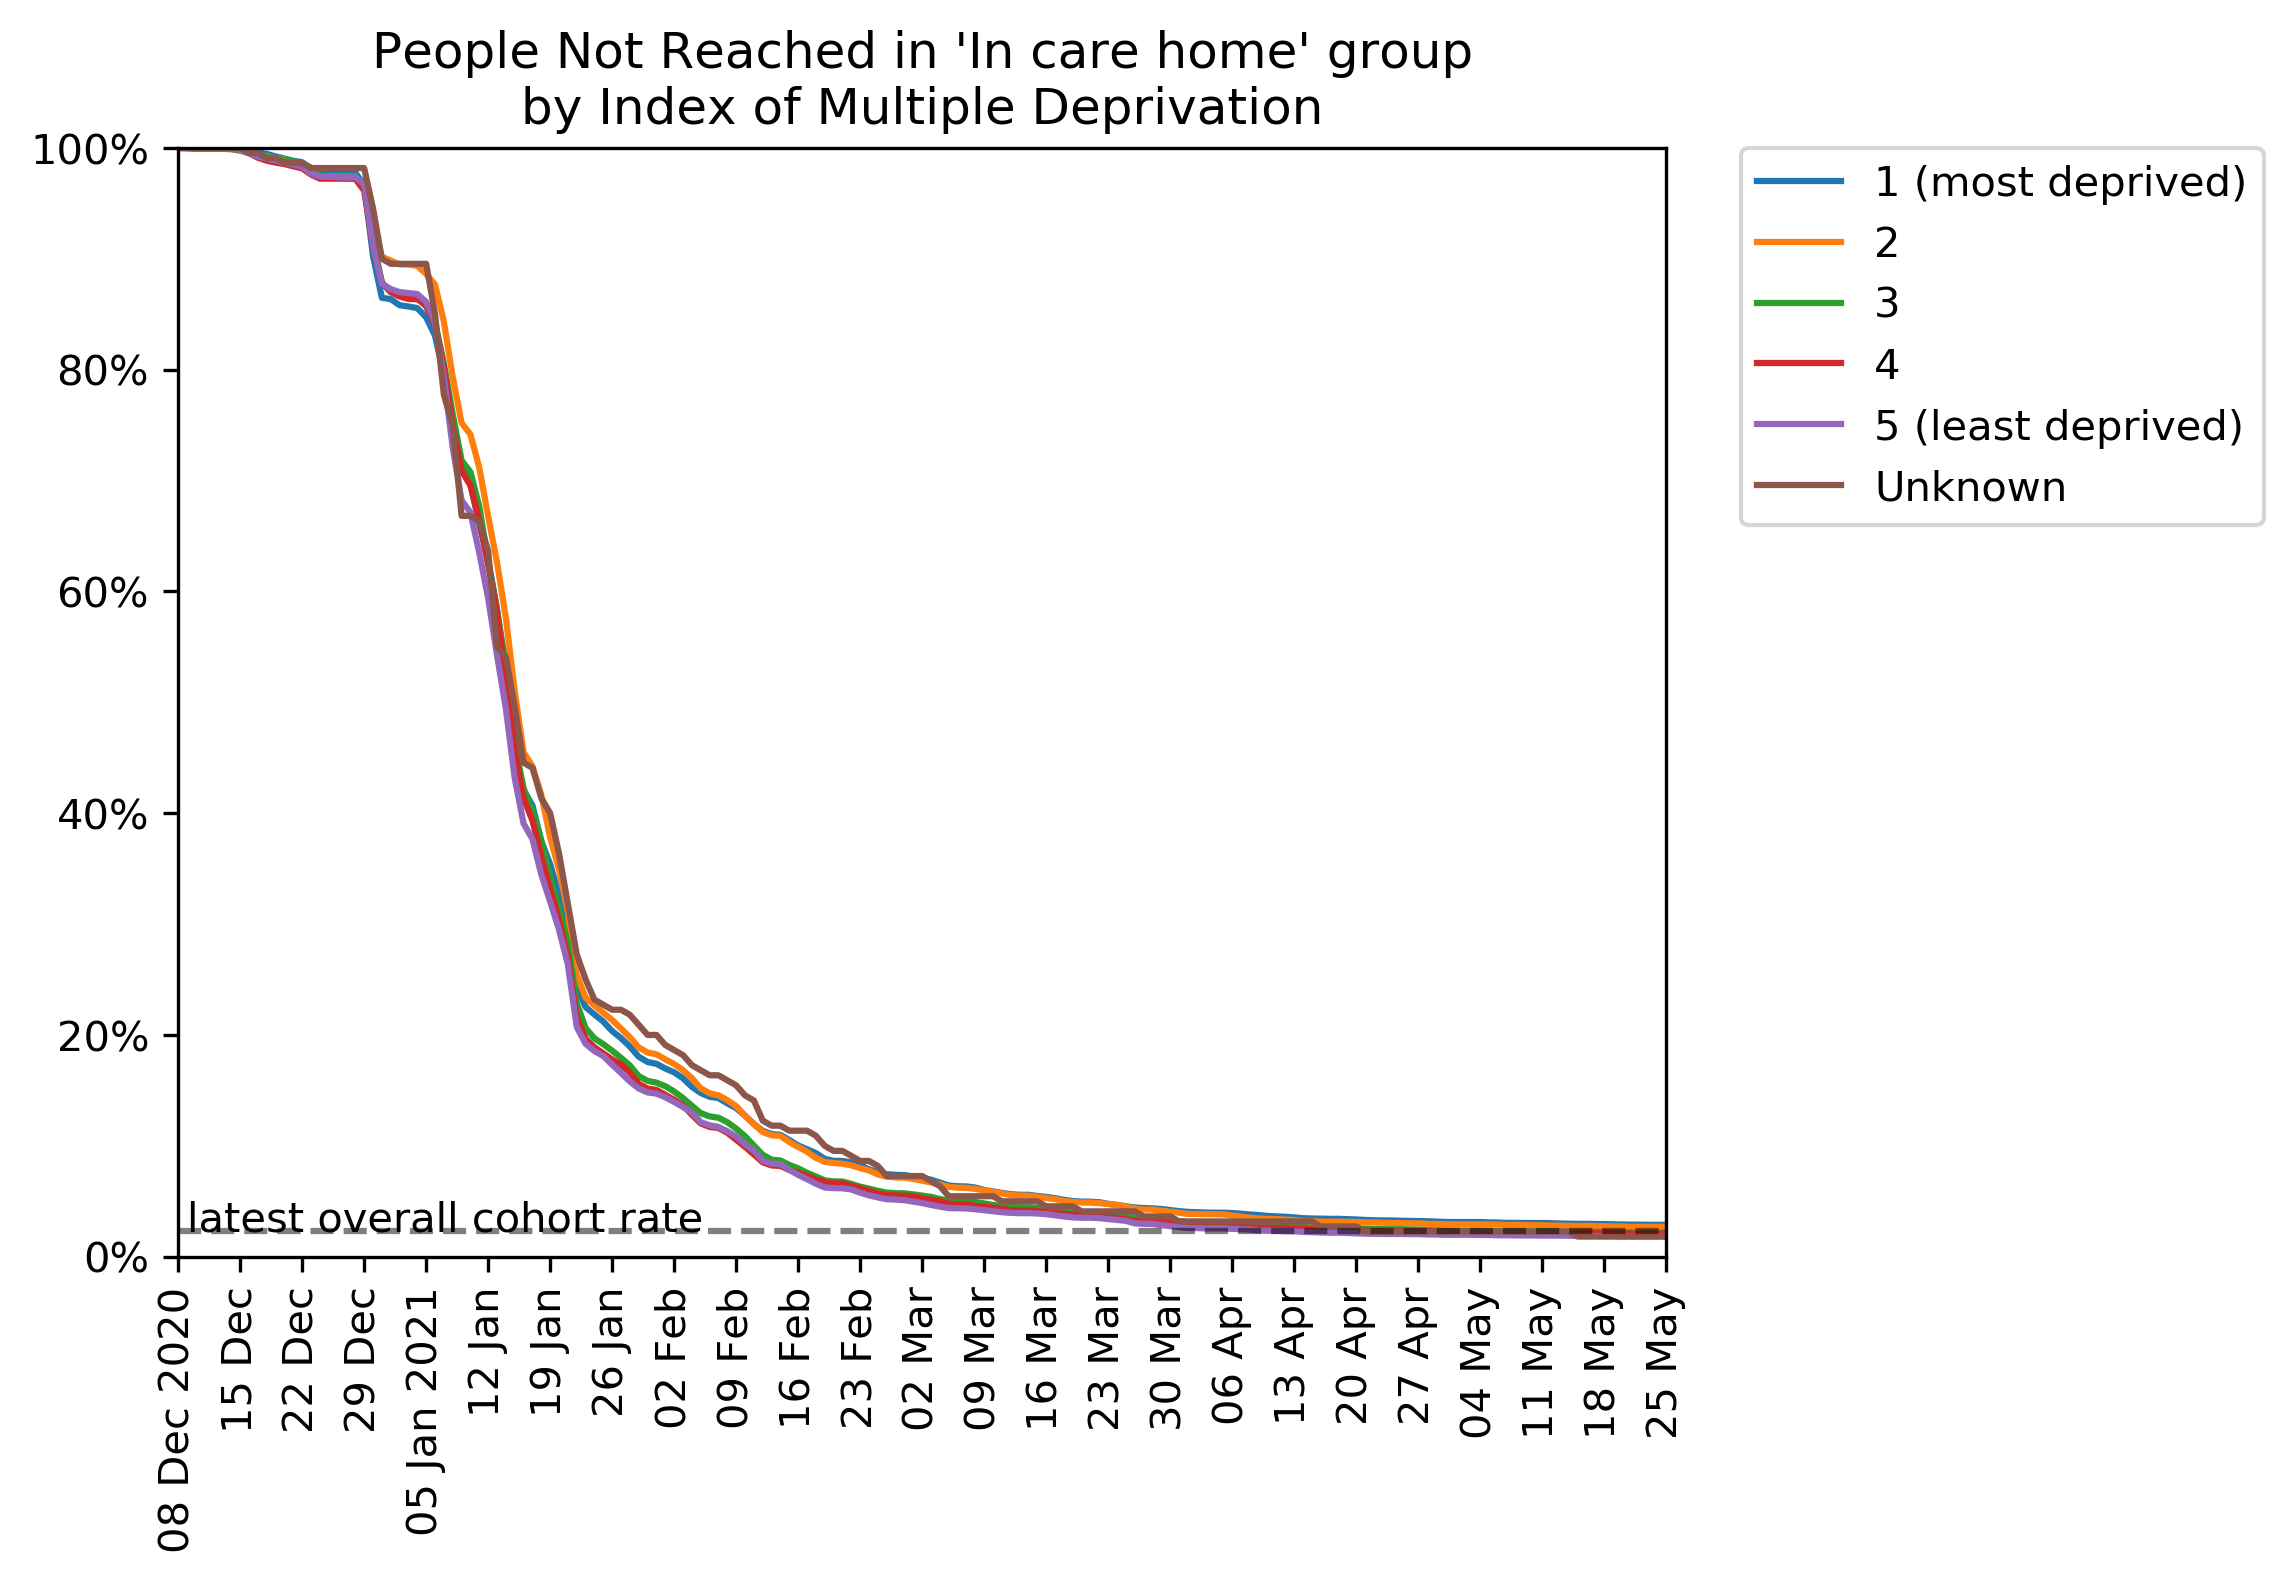 People Not Reached in 'In care home' group
by Index of Multiple Deprivation
100%
80%
60%
40%
20%
0%
latest overall cohort rate
1 (most deprived)
2
3
4
5 (least deprived)
Unknown
08 Dec 2020
15 Dec
22 Dec
29 Dec
05 Jan 2021
12 Jan
19 Jan
26 Jan
02 Feb
09 Feb
16 Feb
23 Feb
02 Mar
09 Mar
16 Mar
23 Mar
30 Mar
06 Apr
13 Apr
20 Apr
27 Apr
04 May
11 May
18 May
25 May